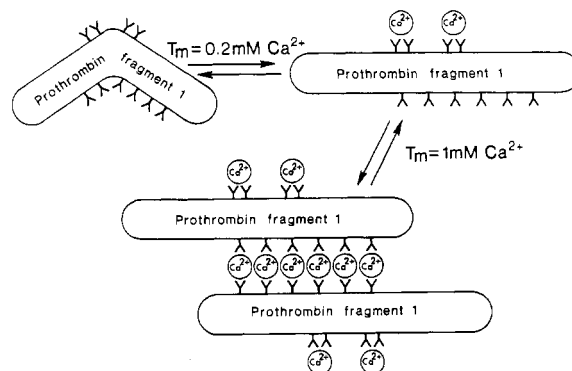 Ca2+ Ca2+
Tm=0.2mM Ca2+
Prothrombin fragment 1
Prothrombin fragment 1
Tm=1mM Ca2+
Ca2+ Ca2+
Prothrombin fragment 1
Ca2+ Ca2+ Ca2+ Ca2+ Ca2+ Ca2+
Prothrombin fragment 1
Ca2+ Ca2+